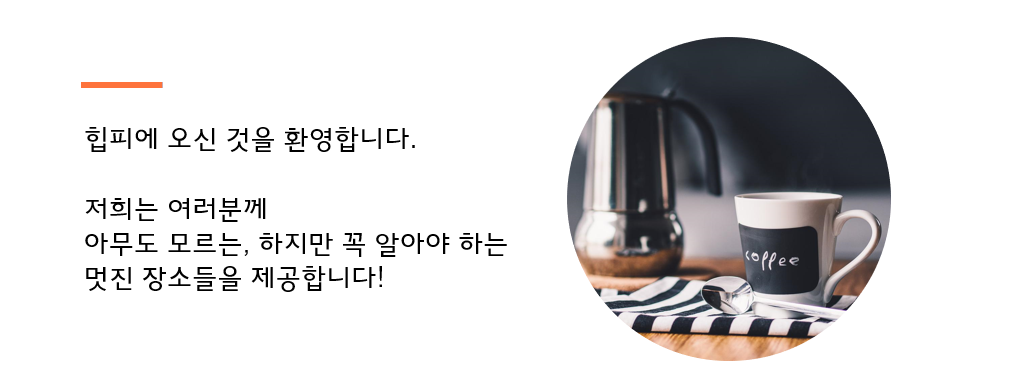 힙피에 오신 것을 환영합니다.
저희는 여러분께
아무도 모르는, 하지만 꼭 알아야 하는
멋진 장소들을 제공합니다!
coffee